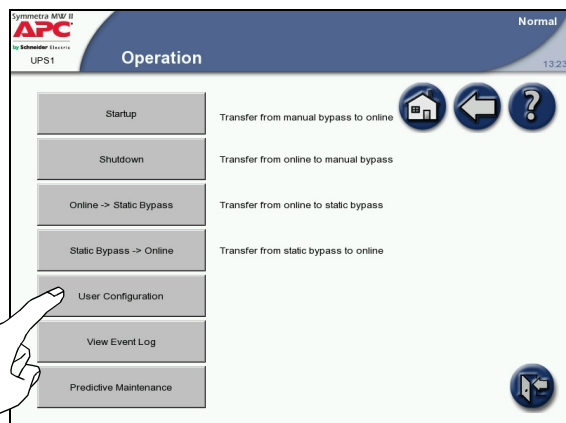 Symmetra MW II
APC
by Schneider Electric
UPS1
Operation
Normal
13:23
Startup
Transfer from manual bypass to online
?
Shutdown
Transfer from online to manual bypass
Online -> Static Bypass
Transfer from online to static bypass
Static Bypass -> Online
Transfer from static bypass to online
User Configuration
View Event Log
Predictive Maintenance